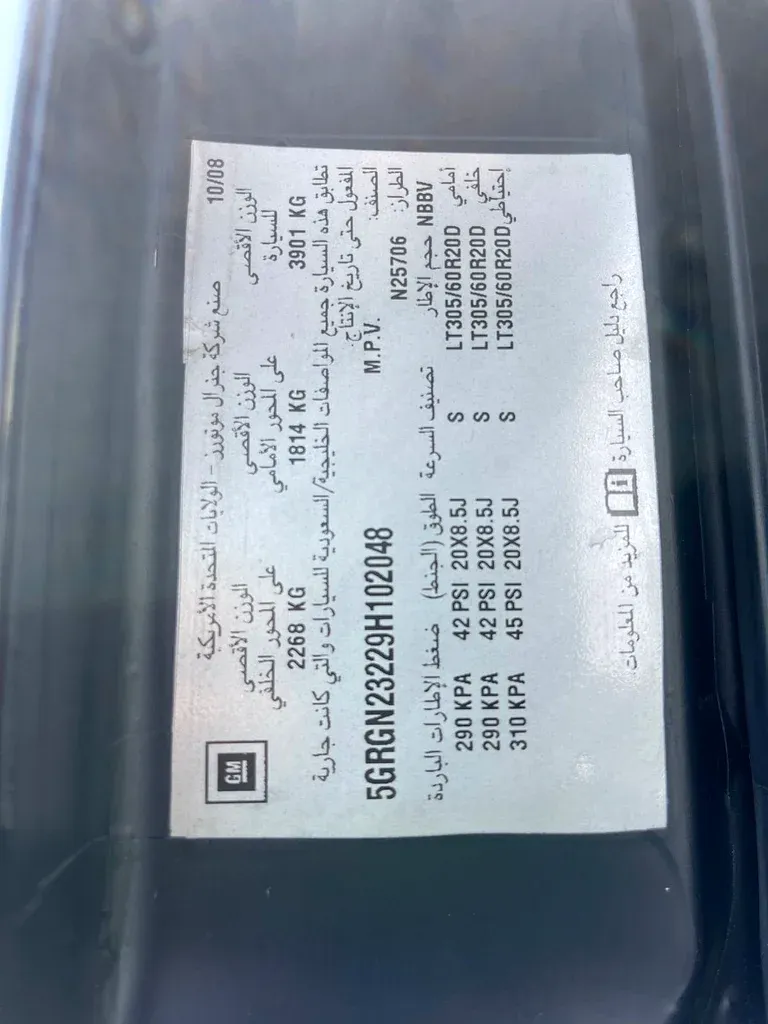 GM
صنع شركة جنرال موتورز - الولايات المتحدة الأمريكية 10/08
الوزن الأقصى للسيارة
الوزن الأقصى على المحور الأمامي
الوزن الأقصى على المحور الخلفي
3901 KG 1814 KG 2268 KG
تطابق هذه السيارة جميع المواصفات الخليجية/السعودية للسيارات والتي كانت جارية
المفعول حتى تاريخ الإنتاج.
5GRGN23229H102048 M.P.V. الصنف:
الطراز: N25706
NBBV حجم الإطار تصنيف السرعة الطوق (الجنط) ضغط الإطارات الباردة
أمامي LT305/60R20D S 20X8.5J 290 KPA 42 PSI
خلفي LT305/60R20D S 20X8.5J 290 KPA 42 PSI
إحتياطي LT305/60R20D S 20X8.5J 310 KPA 45 PSI
راجع دليل صاحب السيارة للمزيد من المعلومات.